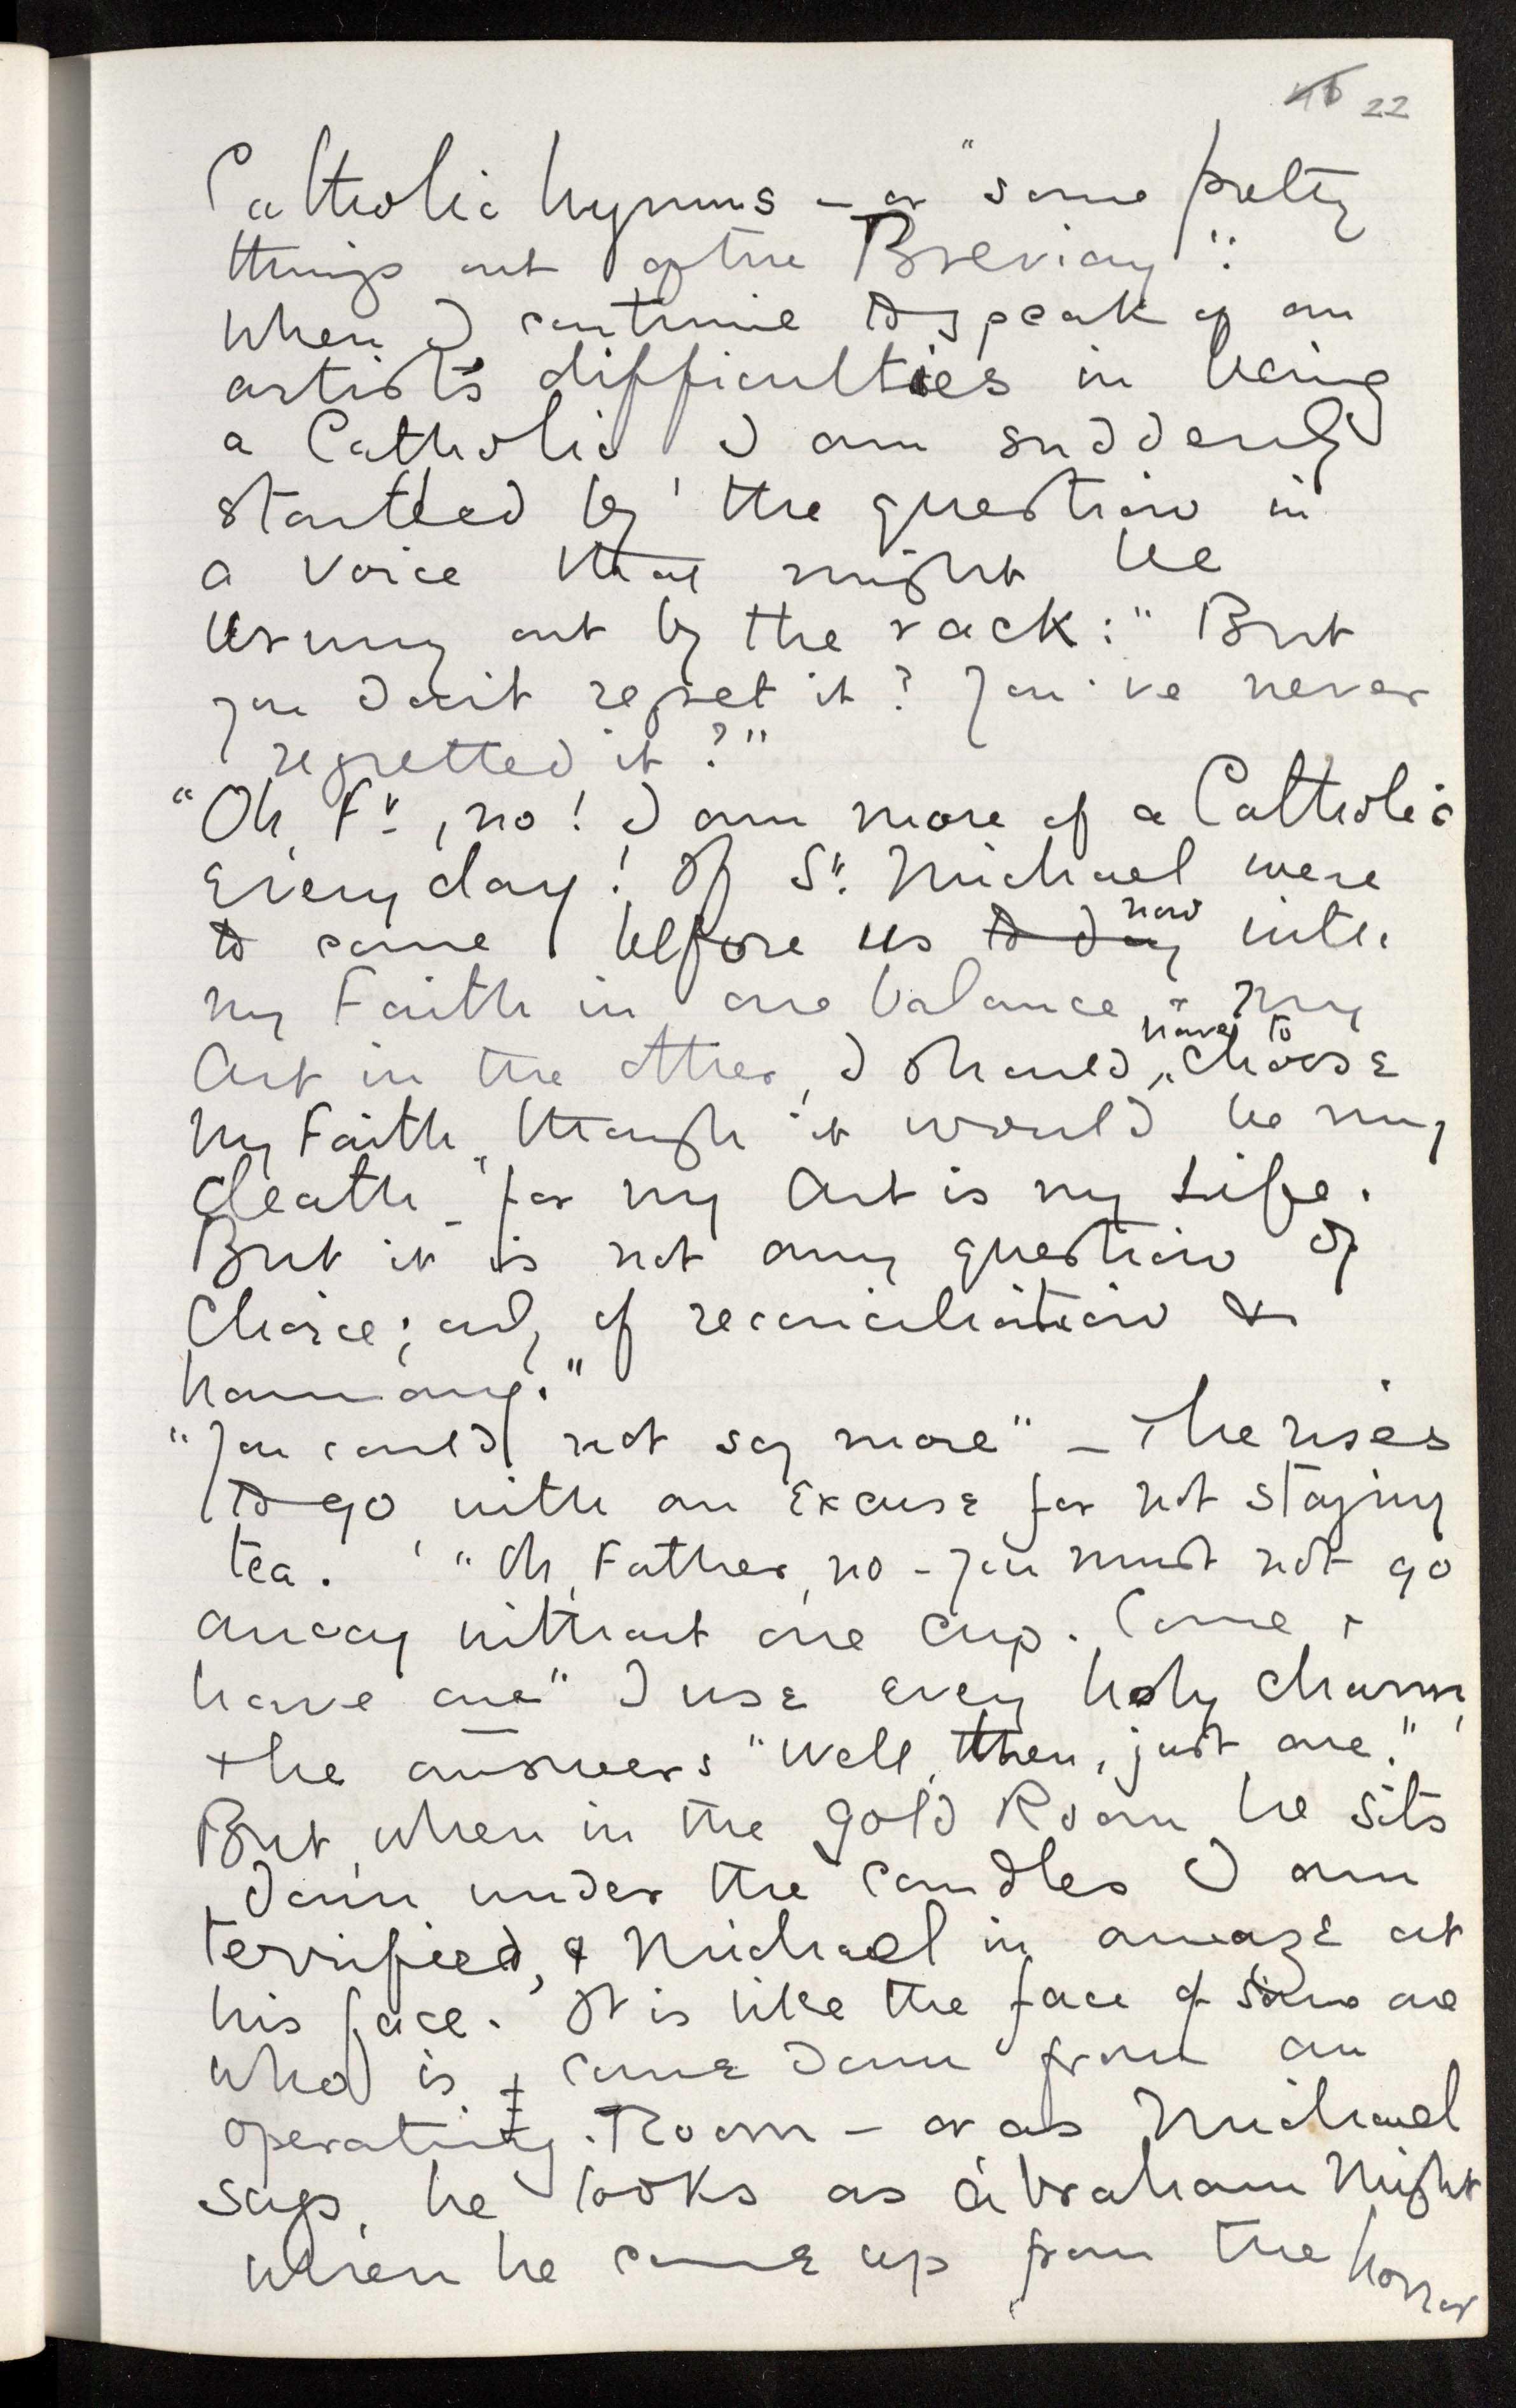 46 22
Catholic hymns – or "some pretty
things out of the Breviary".
When I continue to speak of an
artist's difficulties in being
a Catholic I am suddenly
startled by the question in
a voice that might be
wrung out by the rack: "But
you don't regret it? You've never
regretted it?"
"Oh, Fr., no! I am more of a Catholic
every day! If St. Michael were
to come before us to day now with
my Faith in one balance, & my
Art in the other, I should have to choose
my Faith, though it would be my
death – for my Art is my Life.
But it is not any question of
Choice; only of reconciliation &
harmony."
"You could not say more" – & he rises
to go with an excuse for not staying
tea. "Oh, Father, no – you must not go
away without one cup. Come &
have one" I use every holy charm,
& he answers "Well, then, just one."
But, when in the gold Room he sits
down under the candles I am
terrified, & Michael in amaze at
his face. It is like the face of some one
who is come down from an
operating-Room – or as Michael
says, he looks as Abraham might
when he came up from the horror